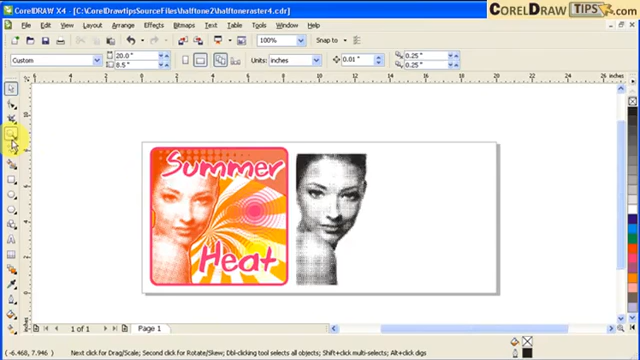 CorelDRAW X4 - [C:\CoreldrawtipsSourceFiles\halftone2\halftoneraster4.cdr]
CORELDRAW TIPS.com
File Edit View Layout Arrange Effects Bitmaps Text Table Tools Window Help
100% Snap to
Custom 20.0 " 8.5 " Units: inches 0.01 " 0.25 " 0.25 "
inches
Summer
Heat
1 of 1 Page 1
(-6.468, 7.946) Next click for Drag/Scale; Second click for Rotate/Skew; Dbl-clicking tool selects all objects; Shift+click multi-selects; Alt+click digs